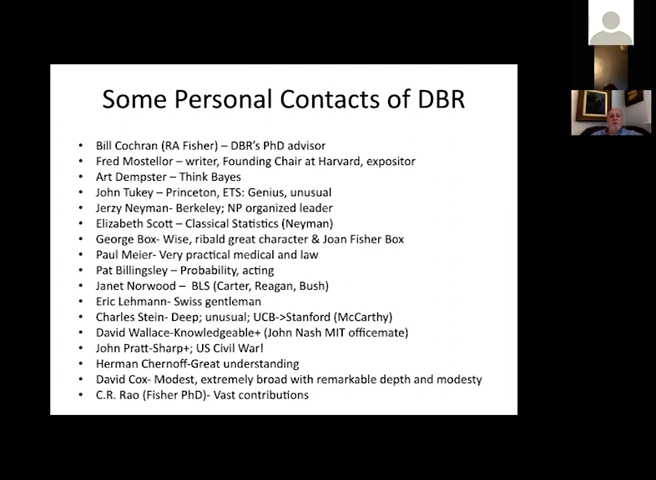 Some Personal Contacts of DBR
• Bill Cochran (RA Fisher) – DBR's PhD advisor
• Fred Mostellor – writer, Founding Chair at Harvard, expositor
• Art Dempster – Think Bayes
• John Tukey – Princeton, ETS: Genius, unusual
• Jerzy Neyman- Berkeley; NP organized leader
• Elizabeth Scott – Classical Statistics (Neyman)
• George Box- Wise, ribald great character & Joan Fisher Box
• Paul Meier- Very practical medical and law
• Pat Billingsley – Probability, acting
• Janet Norwood – BLS (Carter, Reagan, Bush)
• Eric Lehmann- Swiss gentleman
• Charles Stein- Deep; unusual; UCB->Stanford (McCarthy)
• David Wallace-Knowledgeable+ (John Nash MIT officemate)
• John Pratt-Sharp+; US Civil War!
• Herman Chernoff-Great understanding
• David Cox- Modest, extremely broad with remarkable depth and modesty
• C.R. Rao (Fisher PhD)- Vast contributions